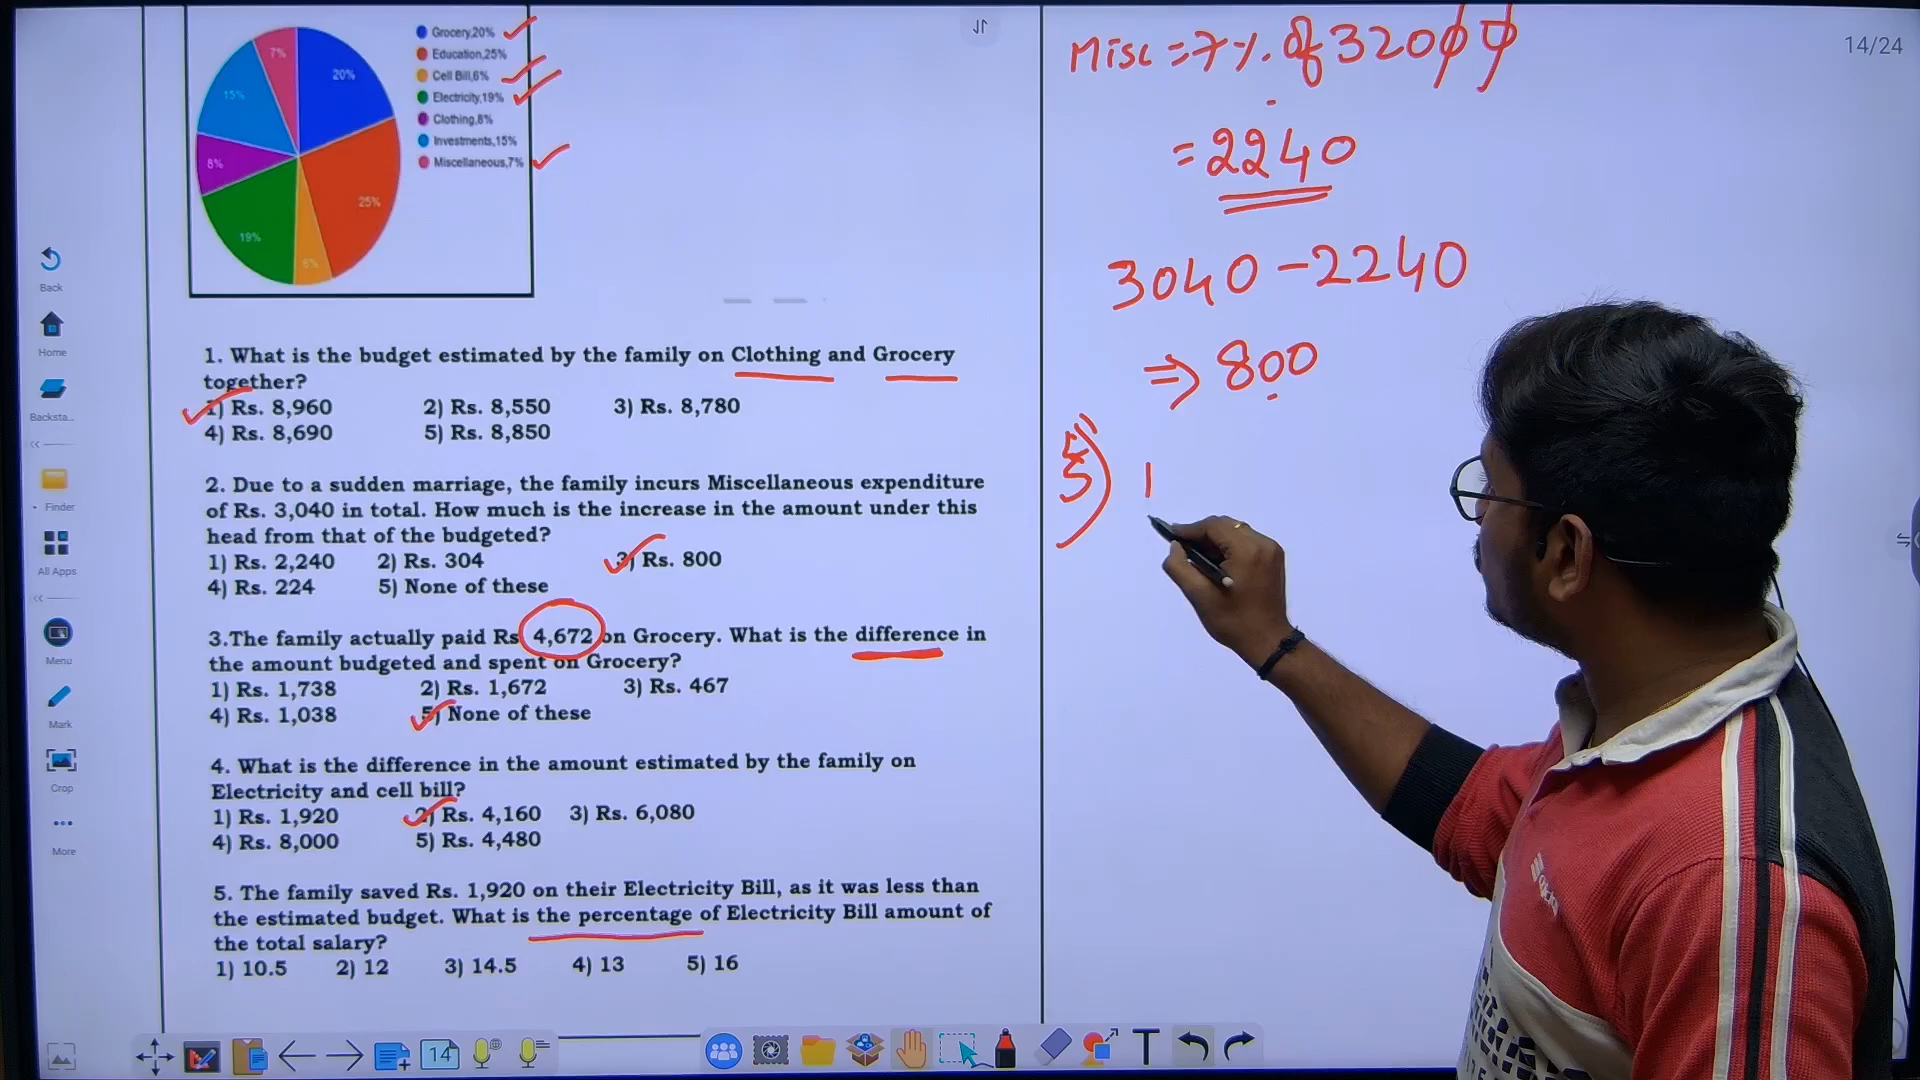 Grocery,20%
Education,25%
Cell Bill,6%
Electricity,19%
Clothing,8%
Investments,15%
Miscellaneous,7%
7%
20%
15%
8%
25%
19%
6%
1. What is the budget estimated by the family on Clothing and Grocery
together?
1) Rs. 8,960 2) Rs. 8,550 3) Rs. 8,780
4) Rs. 8,690 5) Rs. 8,850
2. Due to a sudden marriage, the family incurs Miscellaneous expenditure
of Rs. 3,040 in total. How much is the increase in the amount under this
head from that of the budgeted?
1) Rs. 2,240 2) Rs. 304 3) Rs. 800
4) Rs. 224 5) None of these
3.The family actually paid Rs 4,672 on Grocery. What is the difference in
the amount budgeted and spent on Grocery?
1) Rs. 1,738 2) Rs. 1,672 3) Rs. 467
4) Rs. 1,038 5) None of these
4. What is the difference in the amount estimated by the family on
Electricity and cell bill?
1) Rs. 1,920 2) Rs. 4,160 3) Rs. 6,080
4) Rs. 8,000 5) Rs. 4,480
5. The family saved Rs. 1,920 on their Electricity Bill, as it was less than
the estimated budget. What is the percentage of Electricity Bill amount of
the total salary?
1) 10.5 2) 12 3) 14.5 4) 13 5) 16
Misc = 7% of 32000
= 2240
3040 - 2240
⇒ 800
5) 1
14/24
Back
Home
Backsta...
Finder
All Apps
Menu
Mark
Crop
More
14
T